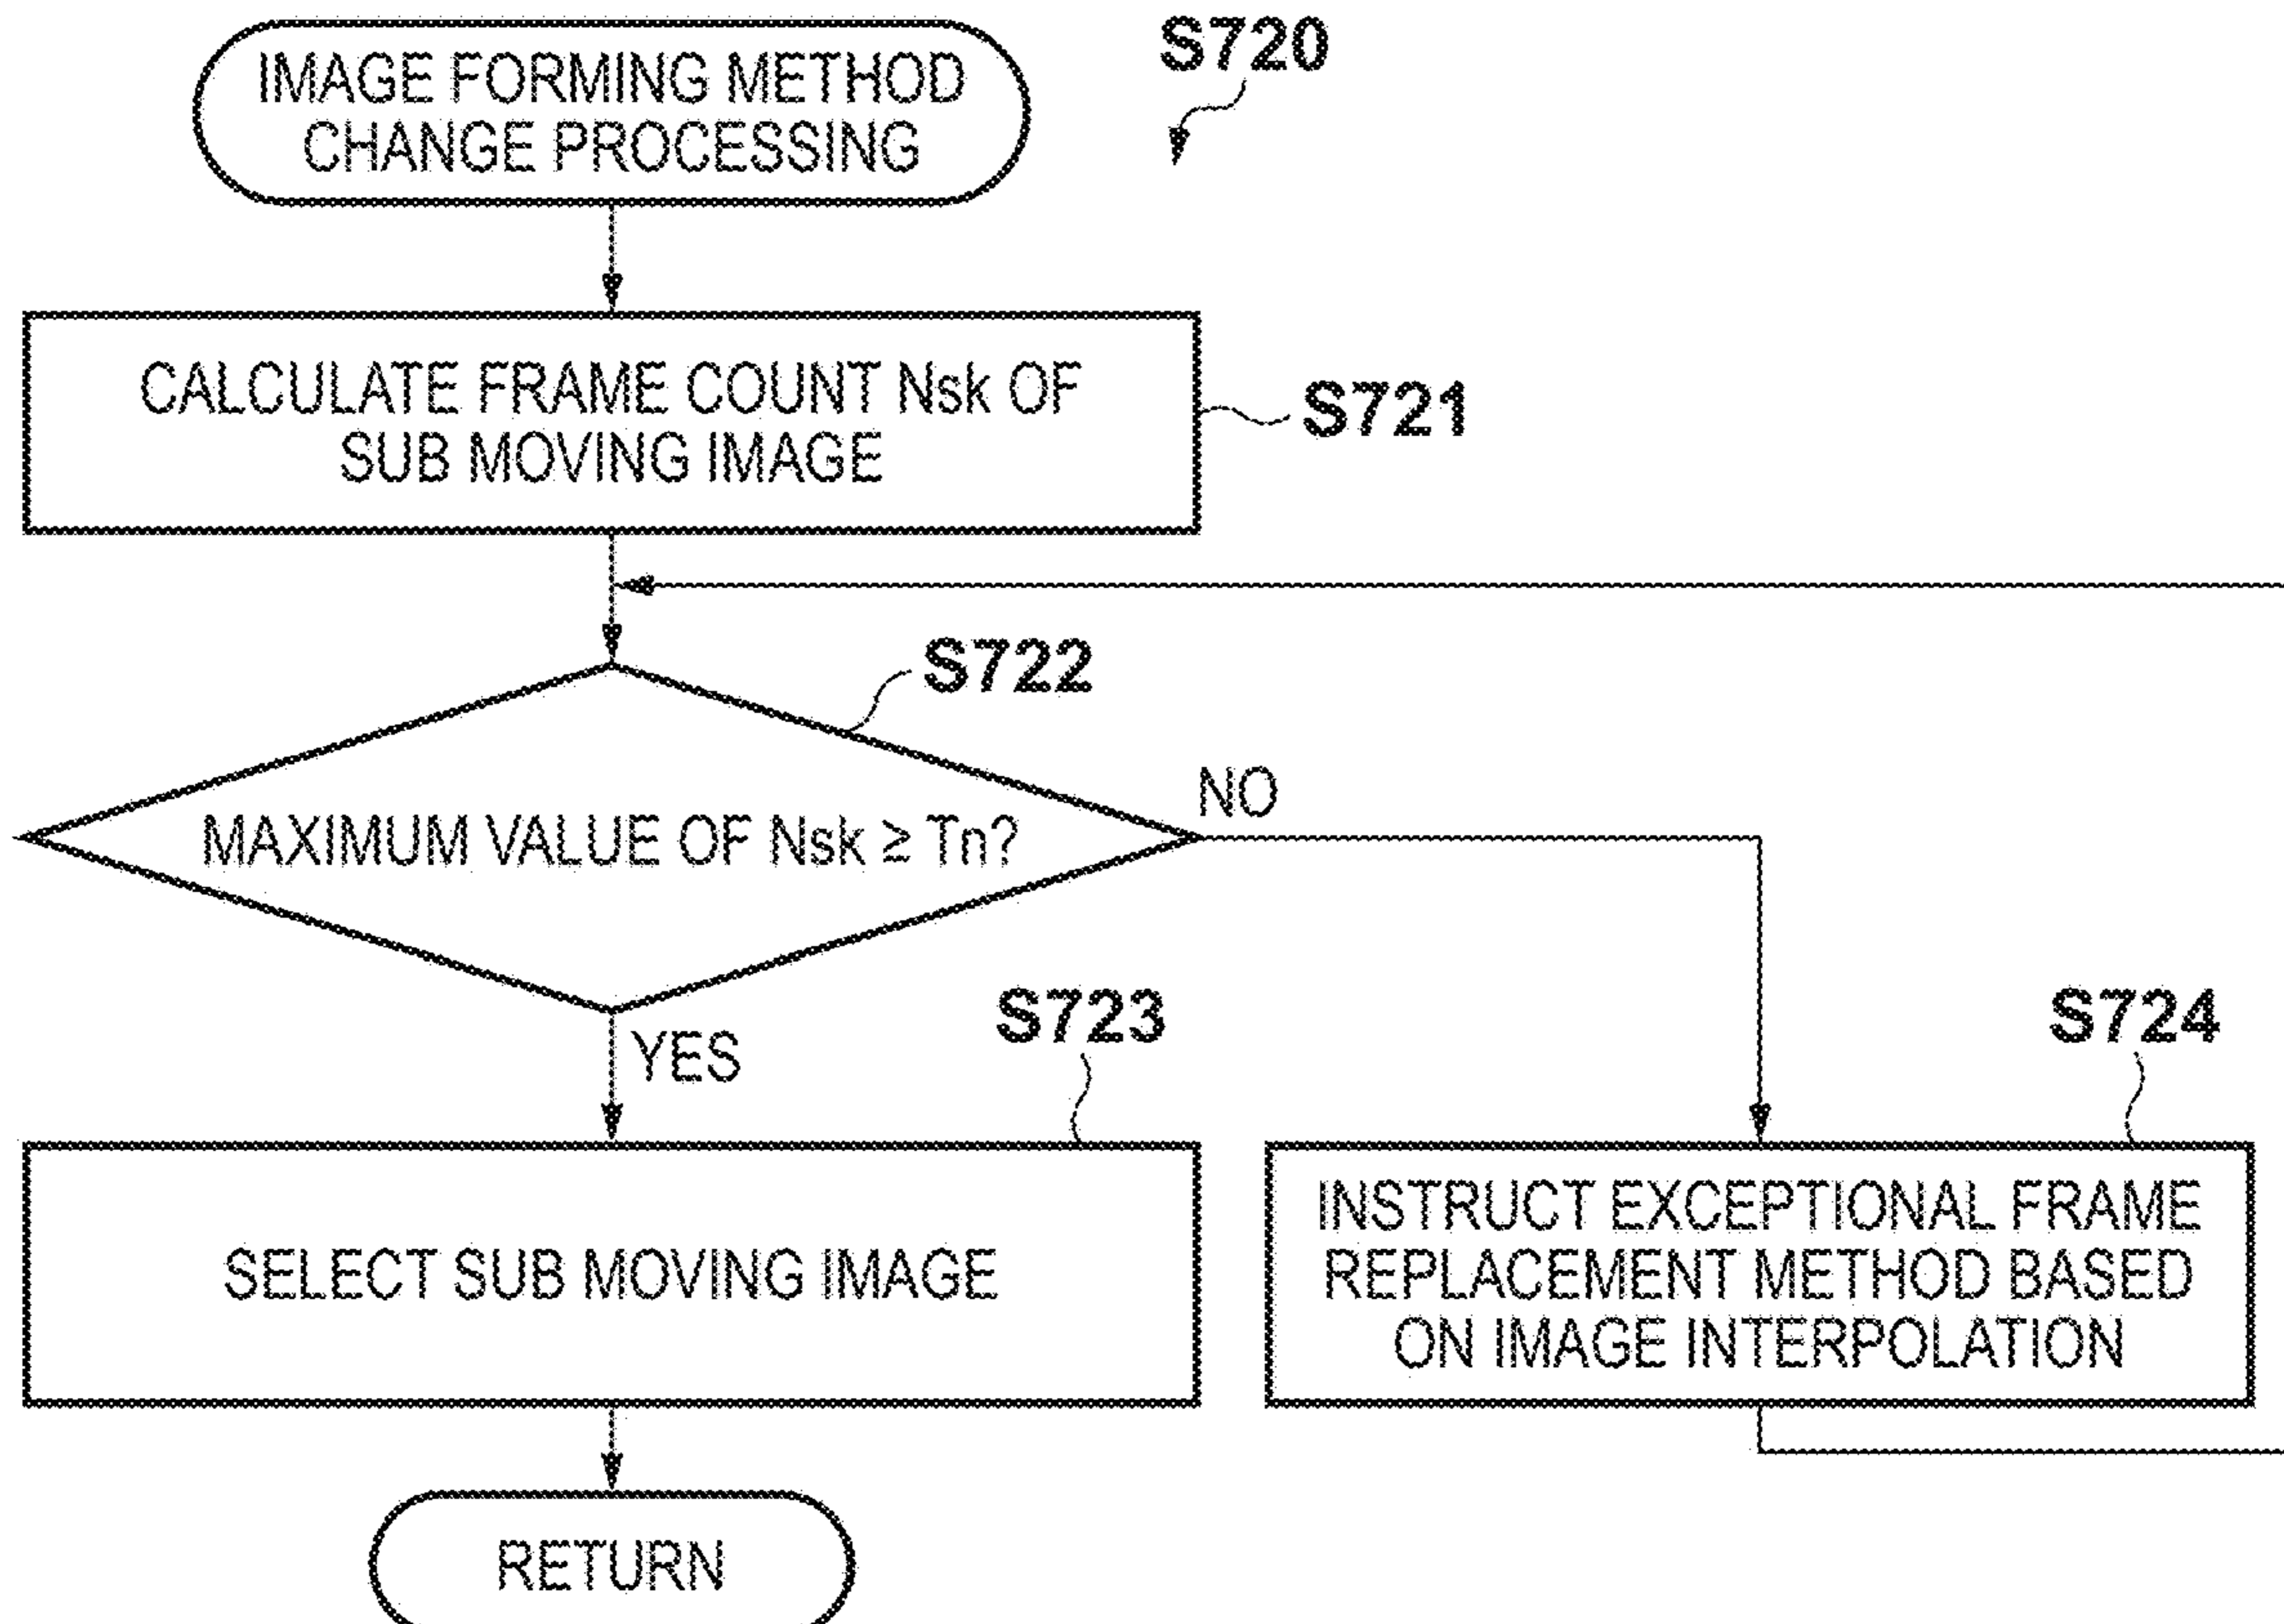 IMAGE FORMING METHOD
CHANGE PROCESSING
S720
CALCULATE FRAME COUNT Nsk OF
SUB MOVING IMAGE
S721
S722
MAXIMUM VALUE OF Nsk ≥ Tn?
NO
YES
S723
SELECT SUB MOVING IMAGE
S724
INSTRUCT EXCEPTIONAL FRAME
REPLACEMENT METHOD BASED
ON IMAGE INTERPOLATION
RETURN